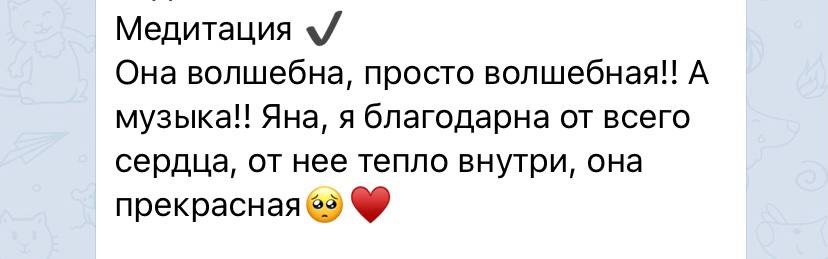 Медитация ✔️
Она волшебна, просто волшебная!! А
музыка!! Яна, я благодарна от всего
сердца, от нее тепло внутри, она
прекрасная🥺♥️